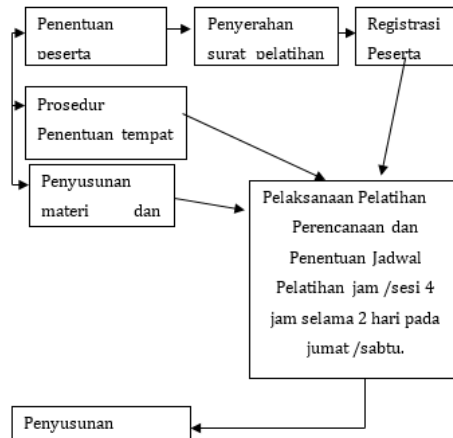 Penentuan
peserta
Penyerahan
surat pelatihan
Registrasi
Peserta
Prosedur
Penentuan tempat
Penyusunan
materi dan
Pelaksanaan Pelatihan
Perencanaan dan
Penentuan Jadwal
Pelatihan jam /sesi 4
jam selama 2 hari pada
jumat /sabtu.
Penyusunan